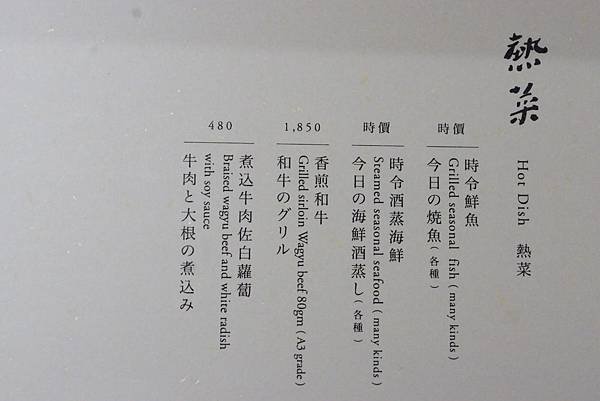 熱菜
Hot Dish 熱菜
時價
時令鮮魚
Grilled seasonal fish ( many kinds )
今日の焼魚（各種）
時價
時令酒蒸海鮮
Steamed seasonal seafood ( many kinds )
今日の海鮮酒蒸し（各種）
1,850
香煎和牛
Grilled sirloin Wagyu beef 80gm ( A3 grade )
和牛のグリル
480
煮込牛肉佐白蘿蔔
Braised wagyu beef and white radish
with soy sauce
牛肉と大根の煮込み